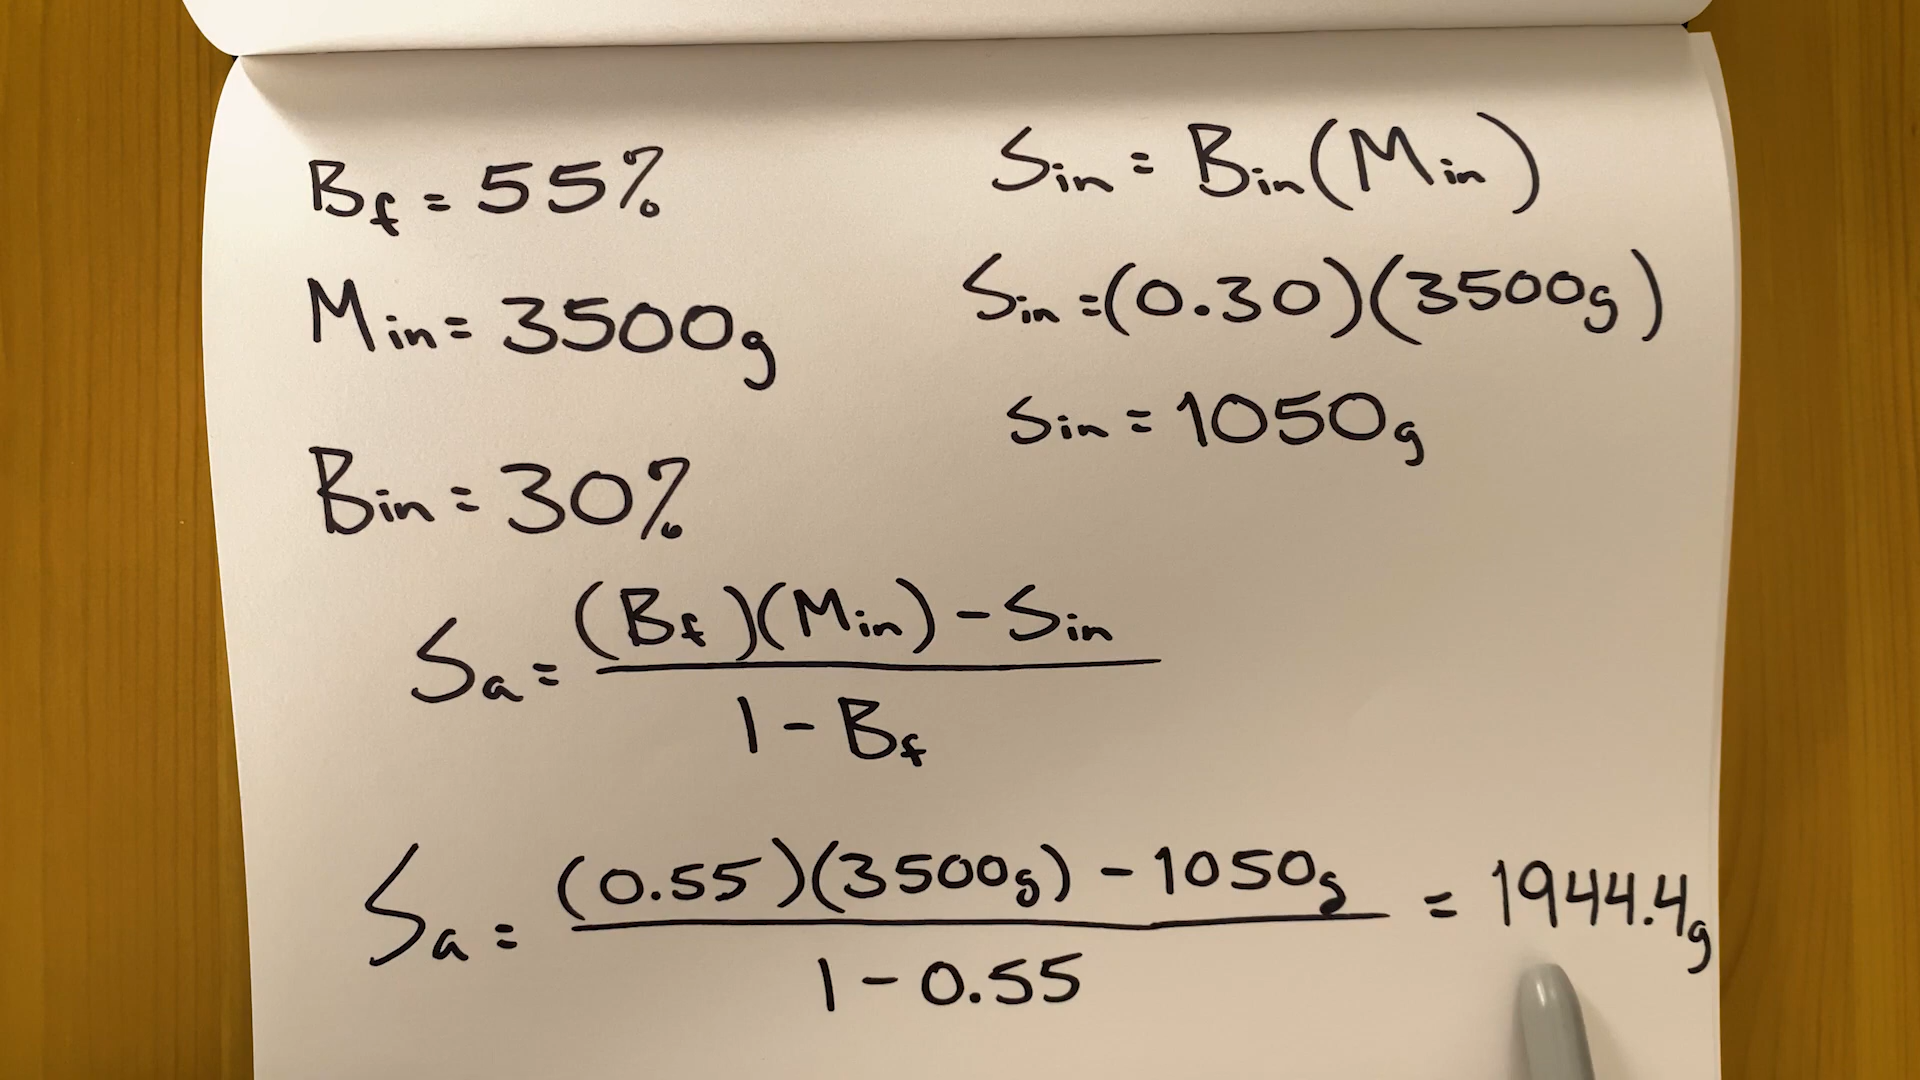 Bf = 55%
Min = 3500g
Bin = 30%
Sin = Bin(Min)
Sin = (0.30)(3500g)
Sin = 1050g
Sa = (Bf)(Min) - Sin
1 - Bf
Sa = (0.55)(3500g) - 1050g = 1944.4g
1 - 0.55